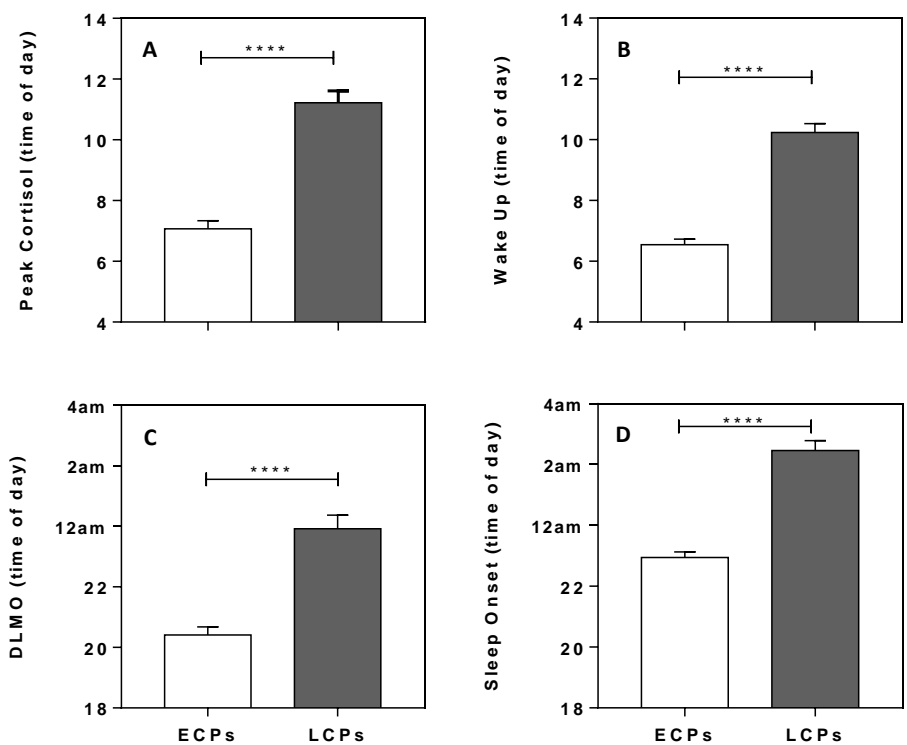 A
Peak Cortisol (time of day)
14
12
10
8
6
4
****
B
Wake Up (time of day)
14
12
10
8
6
4
****
C
DLMO (time of day)
4am
2am
12am
22
20
18
****
ECPs LCPs
D
Sleep Onset (time of day)
4am
2am
12am
22
20
18
****
ECPs LCPs